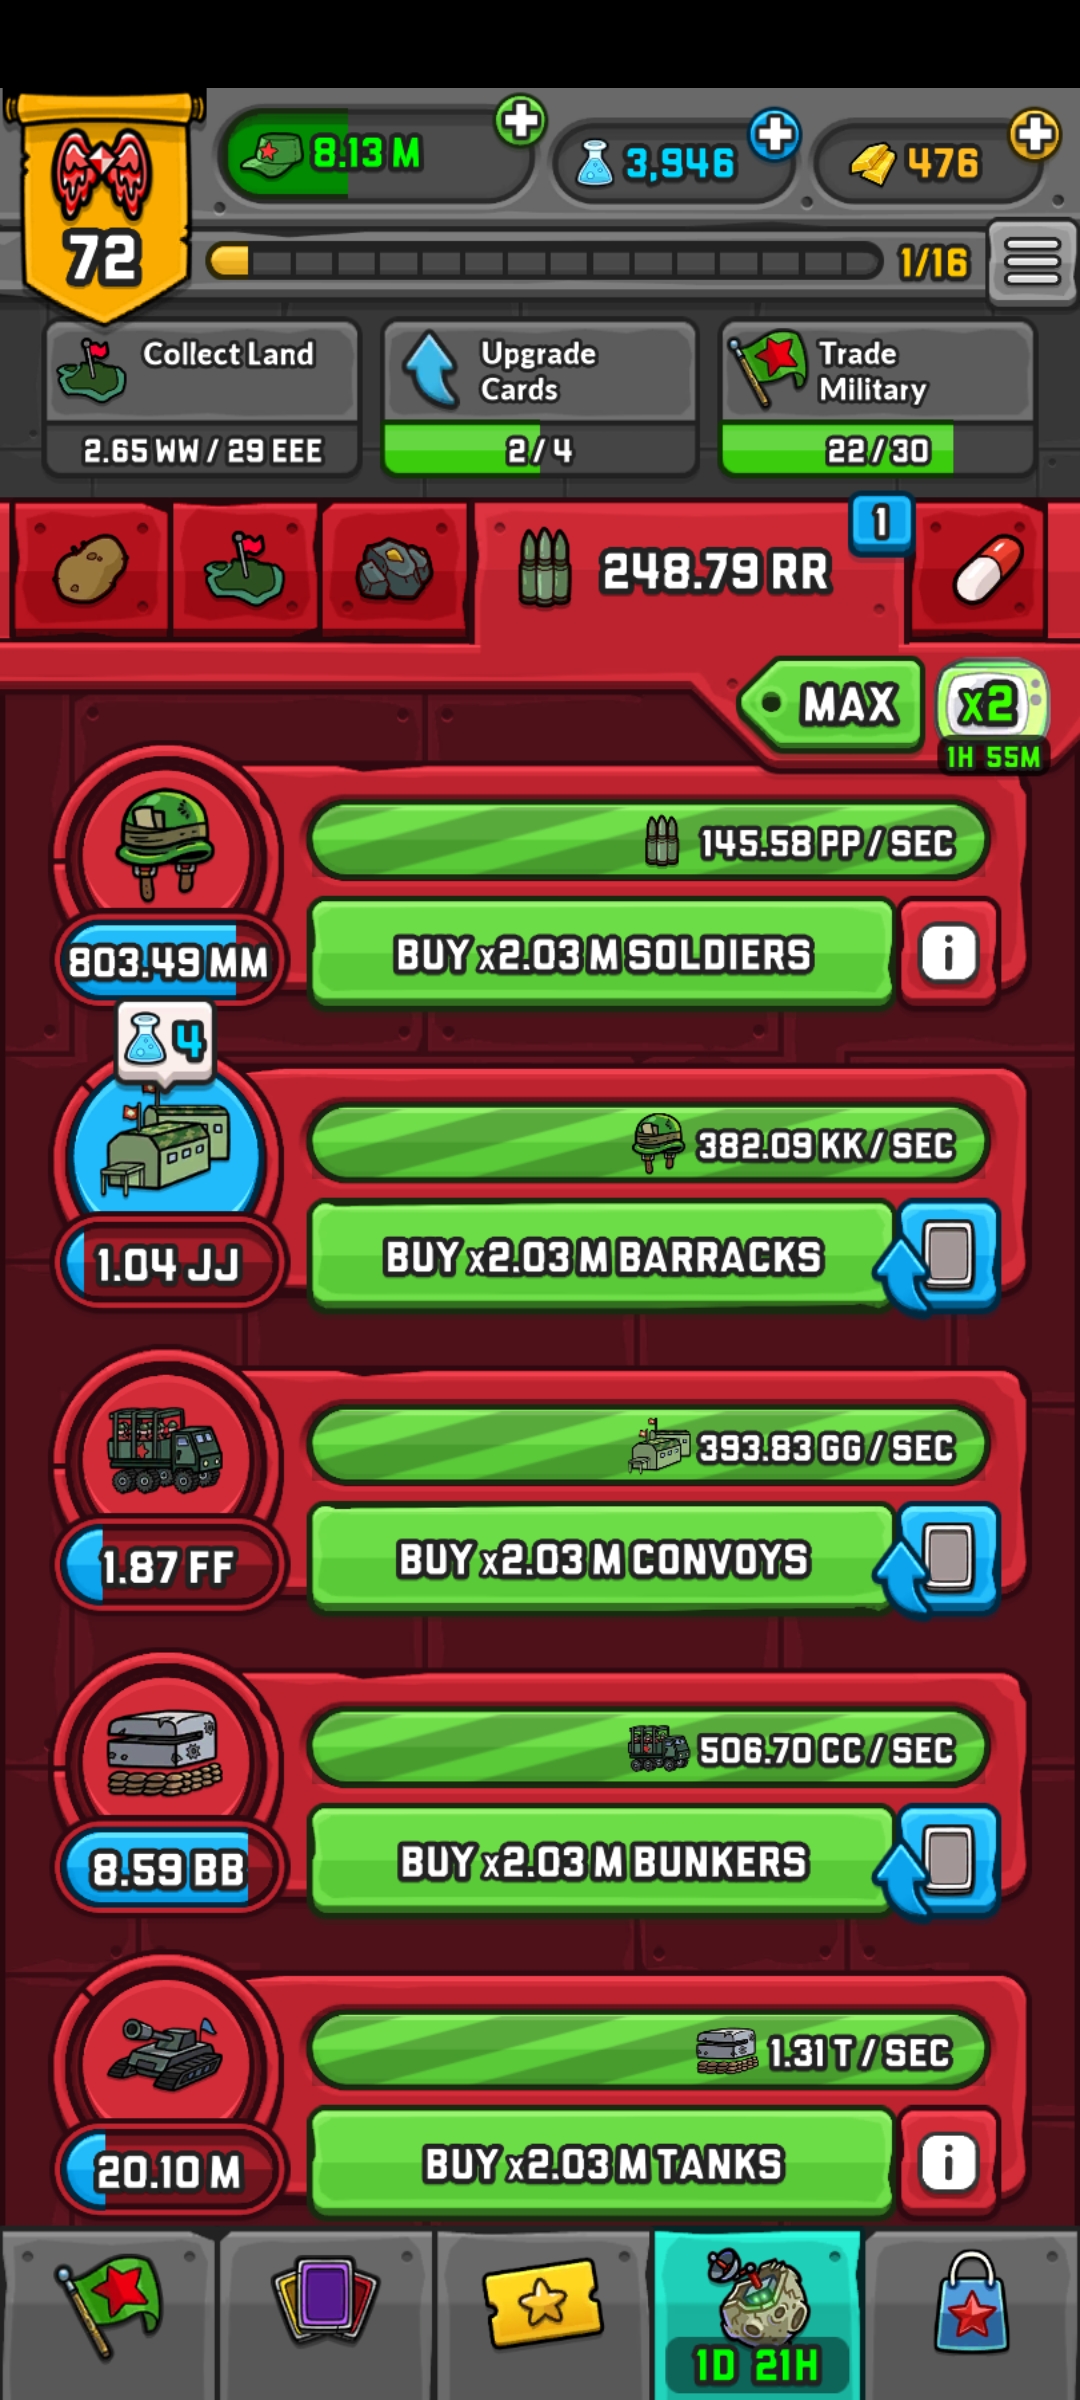 8.13 M
3,946
476
72
1/16
Collect Land
2.65 WW / 29 EEE
Upgrade
Cards
2/4
Trade
Military
22/30
248.79 RR
1
MAX
x2
1H 55M
145.58 PP / SEC
803.49 MM
BUY x2.03 M SOLDIERS
i
4
382.09 KK / SEC
1.04 JJ
BUY x2.03 M BARRACKS
393.83 GG / SEC
1.87 FF
BUY x2.03 M CONVOYS
506.70 CC / SEC
8.59 BB
BUY x2.03 M BUNKERS
1.31 T / SEC
20.10 M
BUY x2.03 M TANKS
i
1D 21H